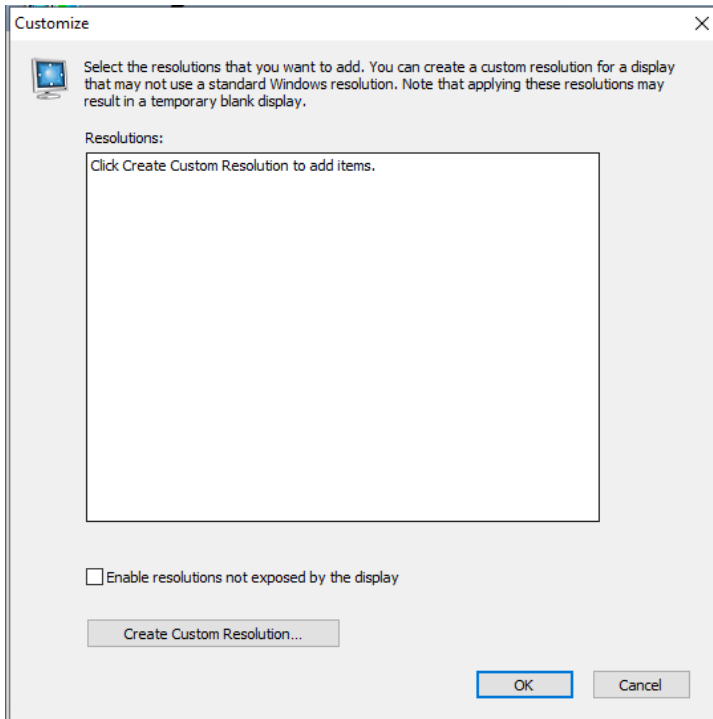 Customize
Select the resolutions that you want to add. You can create a custom resolution for a display
that may not use a standard Windows resolution. Note that applying these resolutions may
result in a temporary blank display.
Resolutions:
Click Create Custom Resolution to add items.
Enable resolutions not exposed by the display
Create Custom Resolution...
OK
Cancel